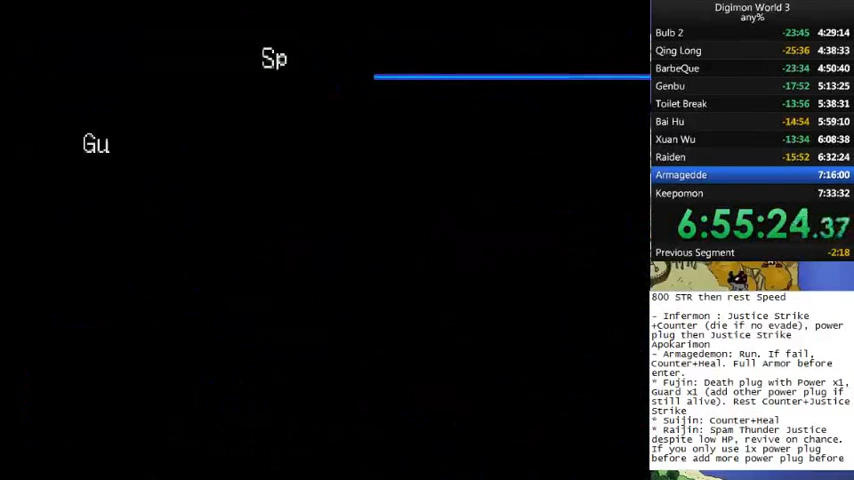 Sp
Gu
Digimon World 3
any%
Bulb 2 -23:45 4:29:14
Qing Long -25:36 4:38:33
BarbeQue -23:34 4:50:40
Genbu -17:52 5:13:25
Toilet Break -13:56 5:38:31
Bai Hu -14:54 5:59:10
Xuan Wu -13:34 6:08:38
Raiden -15:52 6:32:24
Armagedde 7:16:00
Keepomon 7:33:32
6:55:24.37
Previous Segment -2:18
800 STR then rest Speed
- Infermon : Justice Strike
+Counter (die if no evade), power
plug then Justice Strike
Apokarimon
- Armagedemon: Run. If fail,
Counter+Heal. Full Armor before
enter.
* Fujin: Death plug with Power x1,
Guard x1 (add other power plug if
still alive). Rest Counter+Justice
Strike
* Suijin: Counter+Heal
* Raijin: Spam Thunder Justice
despite low HP, revive on chance.
If you only use 1x power plug
before add more power plug before